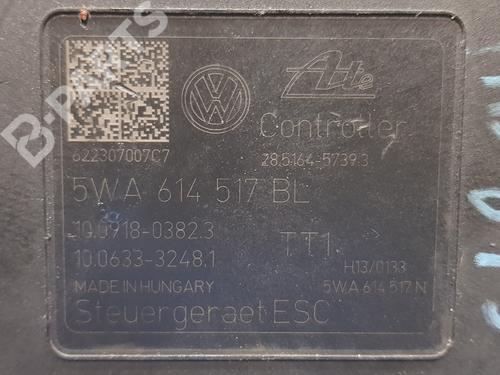 B-PARTS
Ate
Controller
622307007C7
28.5164-5739.3
5WA 614 517 BL
10.0918-0382.3
TT1
10.0633-3248.1
H13/0133
MADE IN HUNGARY
5WA 614 517 N
Steuergeraet ESC